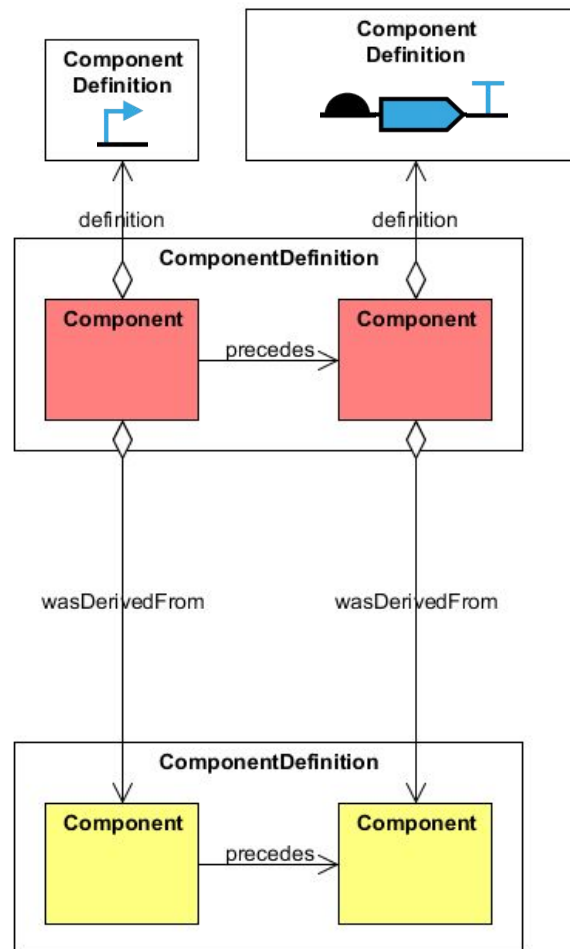 Component
Definition
Component
Definition
definition
definition
ComponentDefinition
Component
Component
precedes
wasDerivedFrom
wasDerivedFrom
ComponentDefinition
Component
Component
precedes